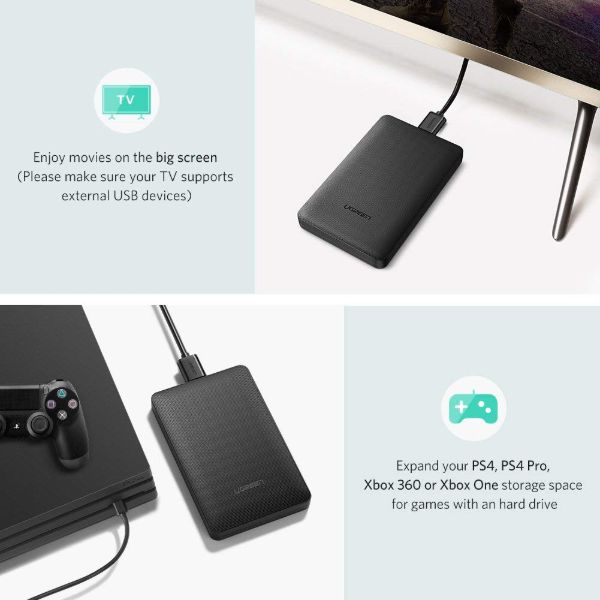 TV
Enjoy movies on the big screen
(Please make sure your TV supports
external USB devices)
UGREEN
UGREEN
Expand your PS4, PS4 Pro,
Xbox 360 or Xbox One storage space
for games with an hard drive